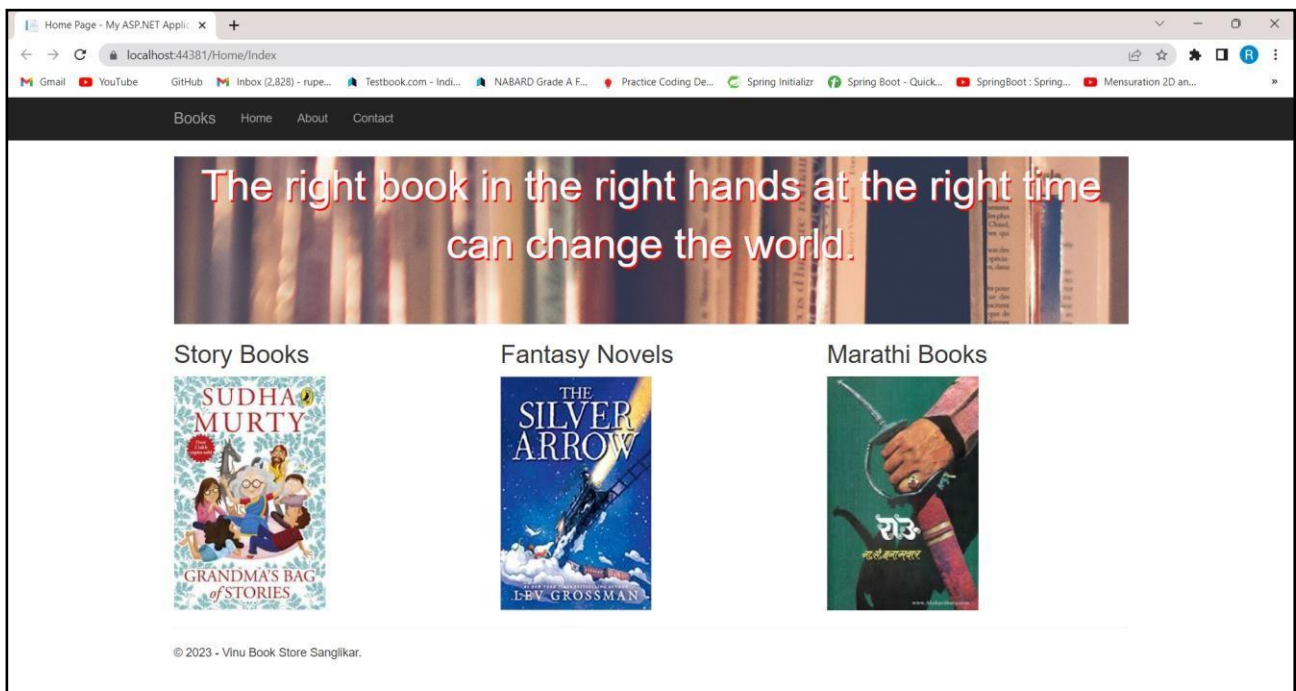 Home Page - My ASP.NET Applic
localhost:44381/Home/Index
R
Gmail YouTube GitHub Inbox (2,828) - rupe... Testbook.com - Indi... NABARD Grade A F... Practice Coding De... Spring Initializr Spring Boot - Quick... SpringBoot : Spring... Mensuration 2D an... »
Books Home About Contact
The right book in the right hands at the right time
can change the world.
Story Books Fantasy Novels Marathi Books
SUDHA
MURTY
GRANDMA'S BAG
of STORIES
THE
SILVER
ARROW
LEV GROSSMAN
राऊ
© 2023 - Vinu Book Store Sanglikar.